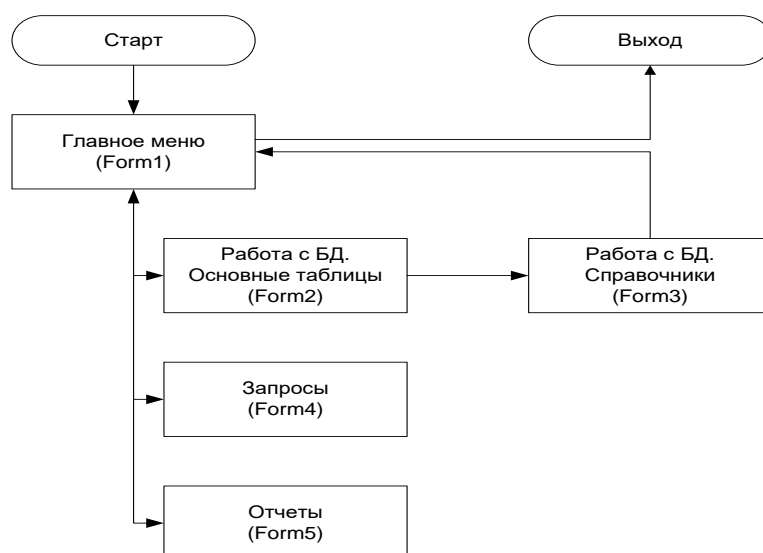 Старт
Выход
Главное меню
(Form1)
Работа с БД.
Основные таблицы
(Form2)
Работа с БД.
Справочники
(Form3)
Запросы
(Form4)
Отчеты
(Form5)